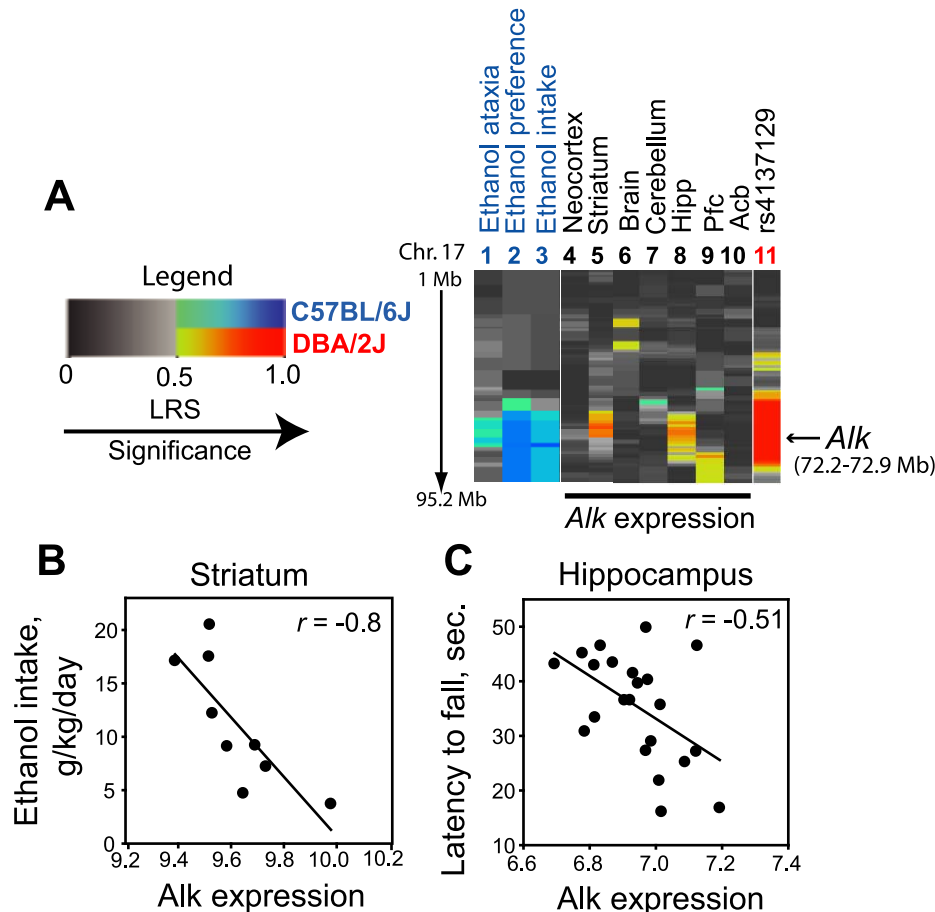 A
Legend
C57BL/6J
DBA/2J
0 0.5 1.0
LRS
Significance
Ethanol ataxia
Ethanol preference
Ethanol intake
Neocortex
Striatum
Brain
Cerebellum
Hipp
Pfc
Acb
rs4137129
Chr. 17 1 2 3 4 5 6 7 8 9 10 11
1 Mb
95.2 Mb
Alk
(72.2-72.9 Mb)
Alk expression
B
Striatum
r = -0.8
Ethanol intake,
g/kg/day
20
15
10
5
0
9.2 9.4 9.6 9.8 10.0 10.2
Alk expression
C
Hippocampus
r = -0.51
Latency to fall, sec.
50
40
30
20
10
6.6 6.8 7.0 7.2 7.4
Alk expression